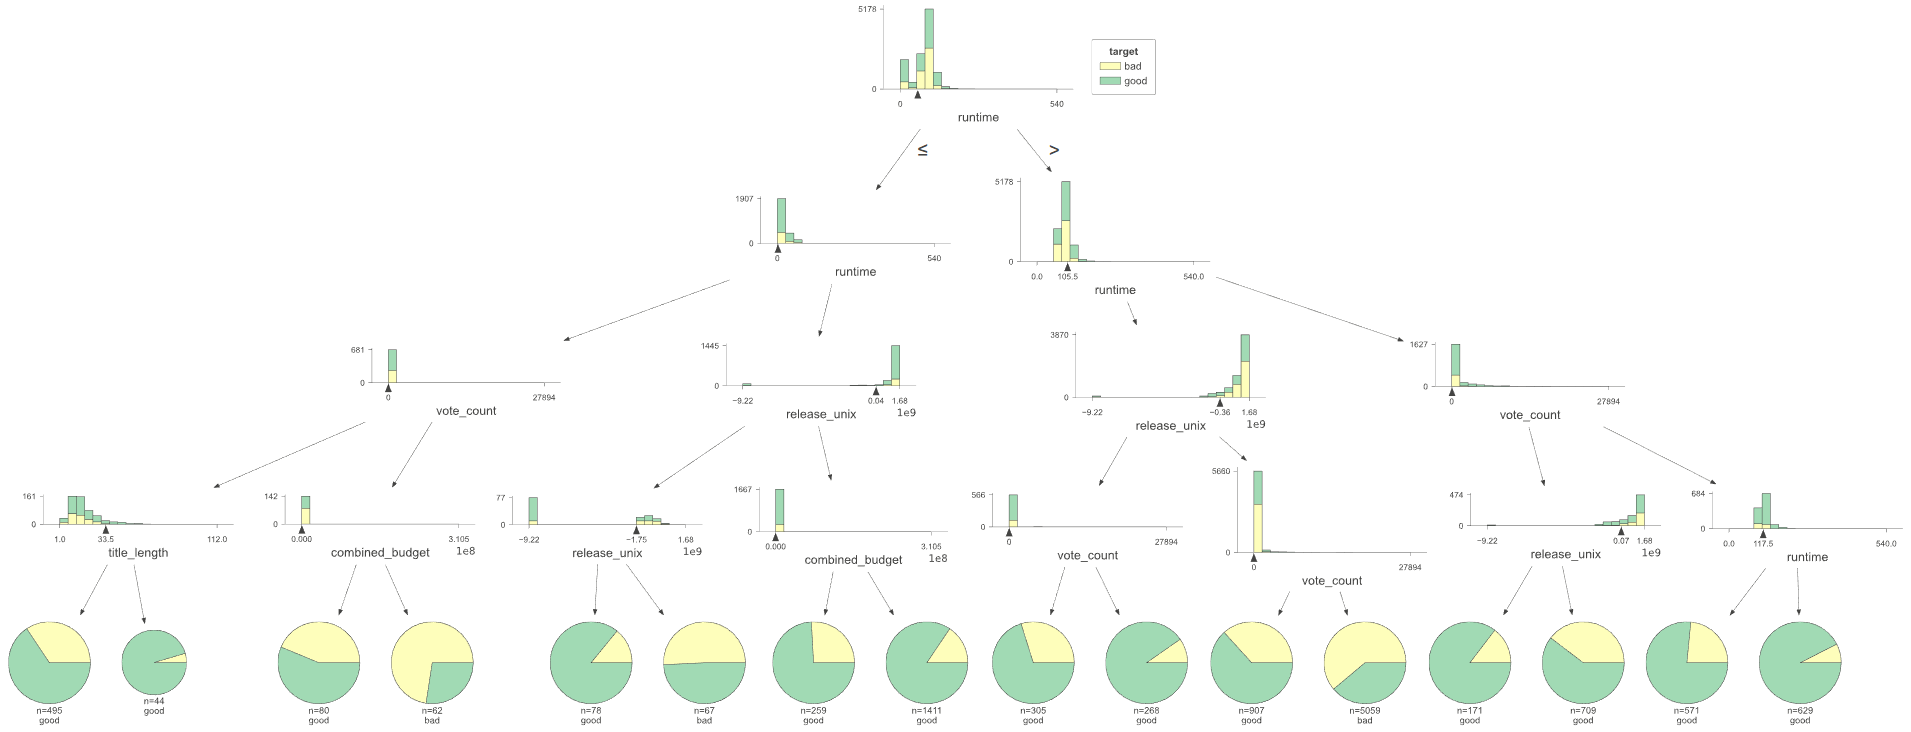 5178
0
0
540
runtime
target
bad
good
≤
>
1907
0
0
540
runtime
5178
0
0.0
105.5
540.0
runtime
681
0
0
27894
vote_count
1445
0
−9.22
0.04
1.68
1e9
release_unix
3870
0
−9.22
−0.36
1.68
1e9
release_unix
1627
0
0
27894
vote_count
161
0
1.0
33.5
112.0
title_length
142
0
0.000
3.105
1e8
combined_budget
77
0
−9.22
−1.75
1.68
1e9
release_unix
1667
0
0.000
3.105
1e8
combined_budget
566
0
0
27894
vote_count
5660
0
0
27894
vote_count
474
0
−9.22
0.07
1.68
1e9
release_unix
684
0
0.0
117.5
540.0
runtime
n=495
good
n=44
good
n=80
good
n=62
bad
n=78
good
n=67
bad
n=259
good
n=1411
good
n=305
good
n=268
good
n=907
good
n=5059
bad
n=171
good
n=709
good
n=571
good
n=629
good